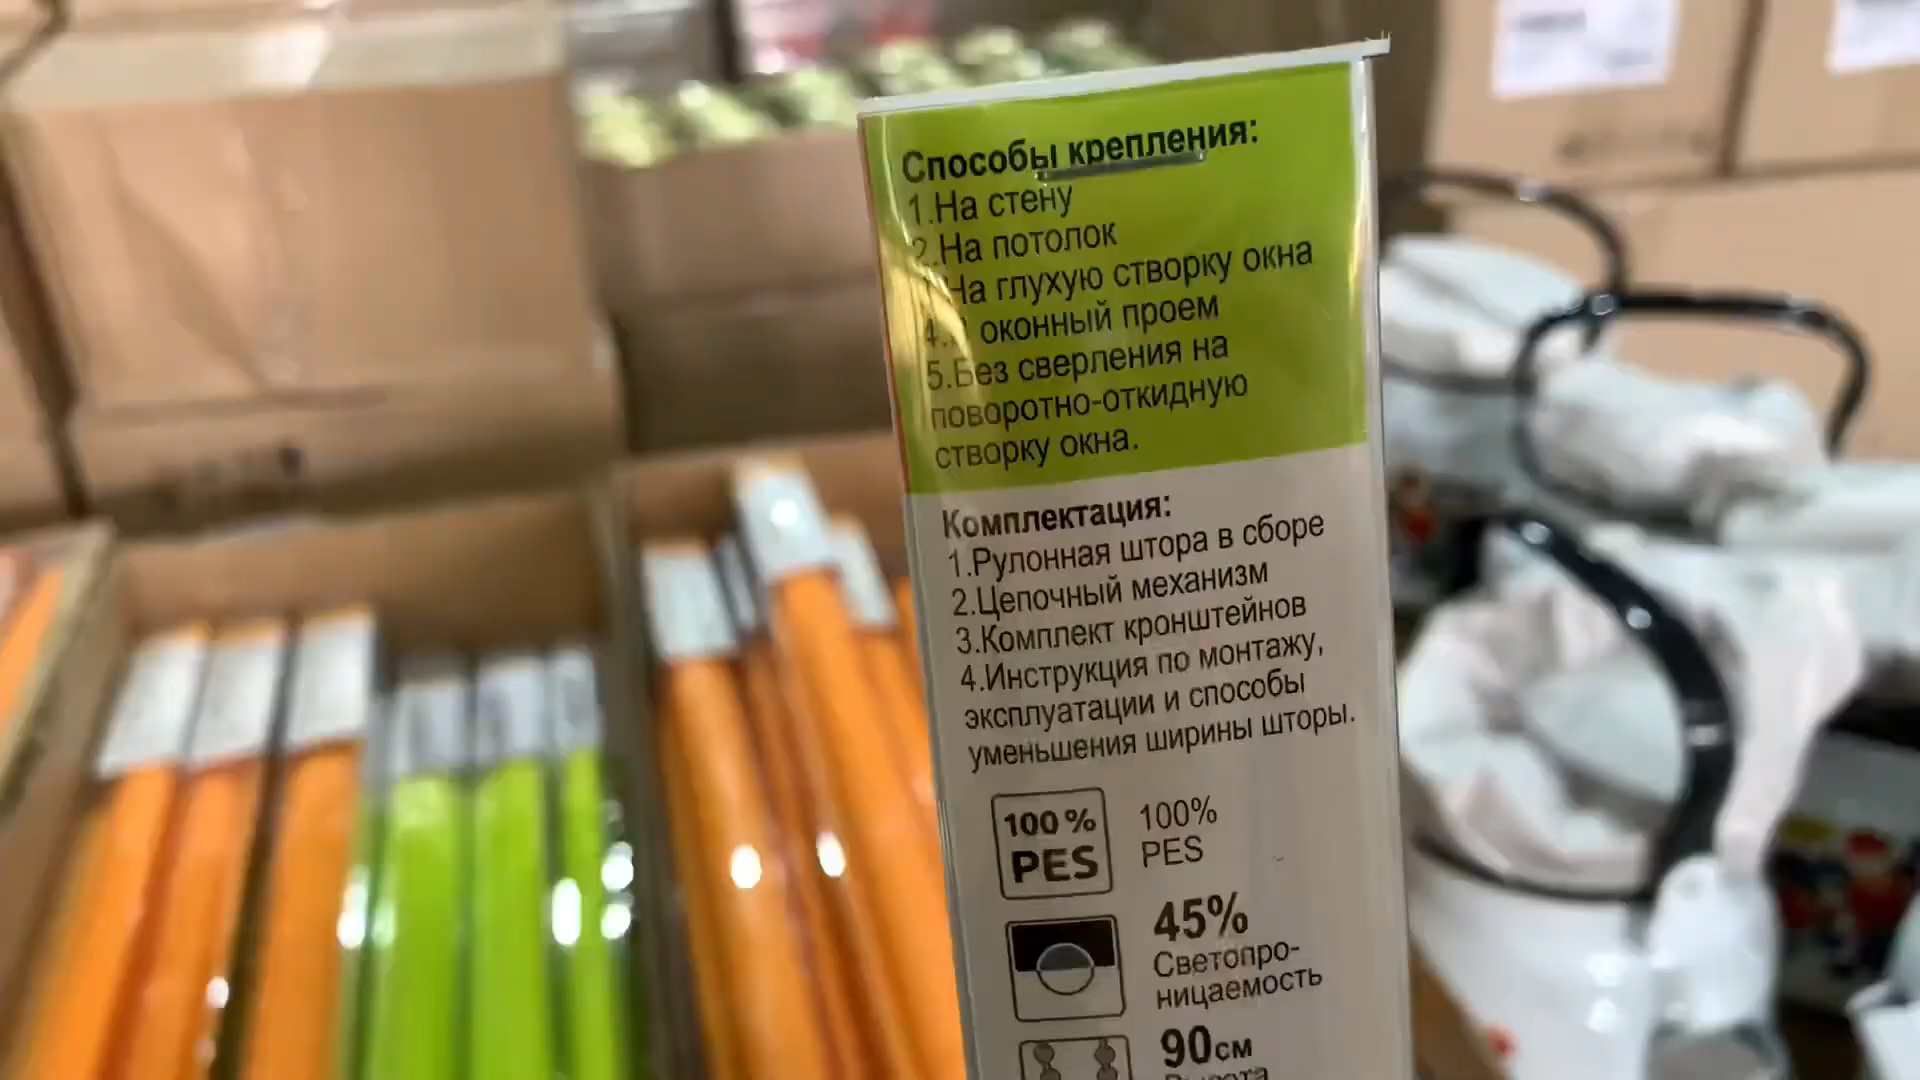 Способы крепления:
1.На стену
2.На потолок
На глухую створку окна
4. оконный проем
5.Без сверления на
поворотно-откидную
створку окна.
Комплектация:
1.Рулонная штора в сборе
2.Цепочный механизм
3.Комплект кронштейнов
4.Инструкция по монтажу,
эксплуатации и способы
уменьшения ширины шторы.
100%
PES
100%
PES
45%
Светопро-
ницаемость
90см